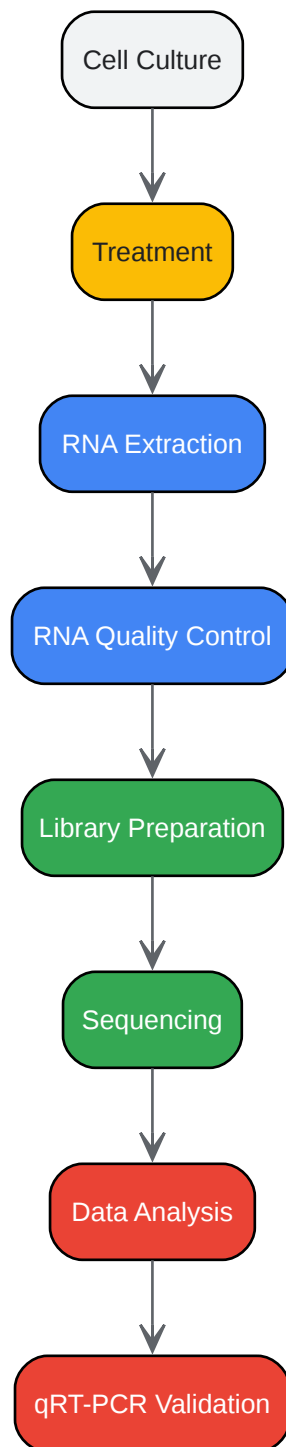 Cell Culture
Treatment
RNA Extraction
RNA Quality Control
Library Preparation
Sequencing
Data Analysis
qRT-PCR Validation